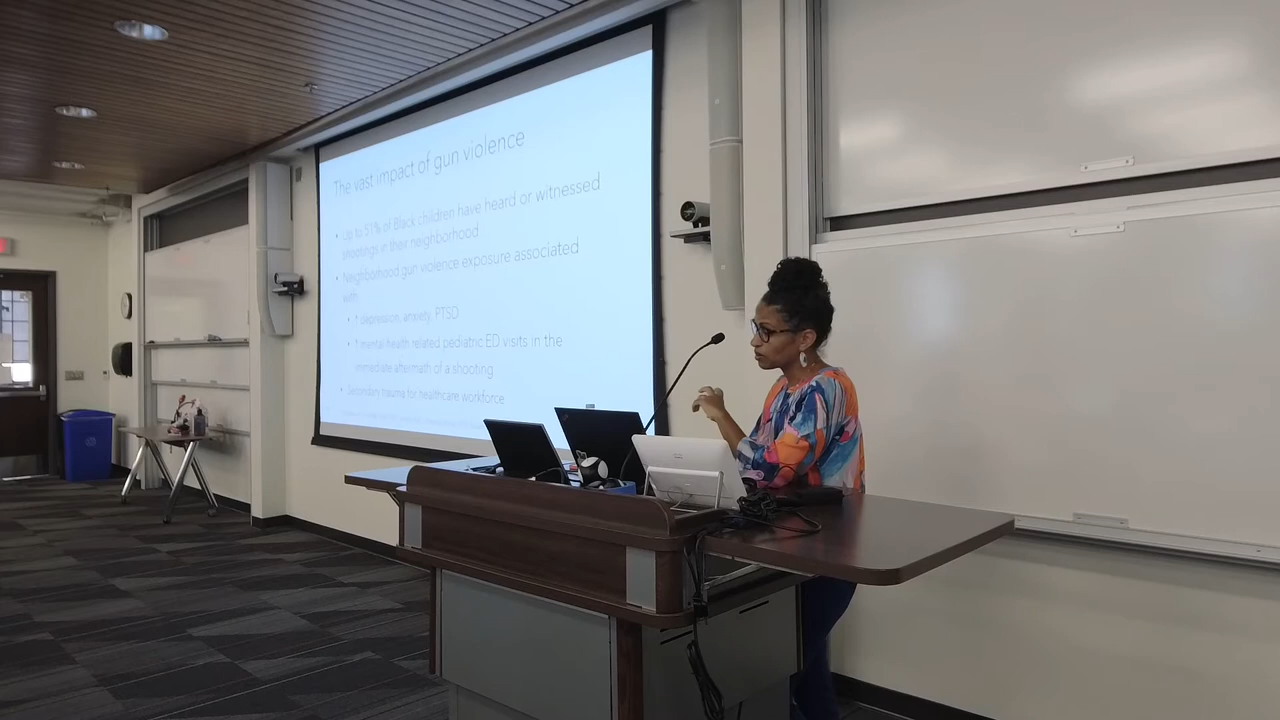 The vast impact of gun violence
• Up to 51% of Black children have heard or witnessed
shootings in their neighborhood
• Neighborhood gun violence exposure associated
with
• ↑ depression, anxiety, PTSD
• ↑ mental health related pediatric ED visits in the
immediate aftermath of a shooting
• Secondary trauma for healthcare workforce